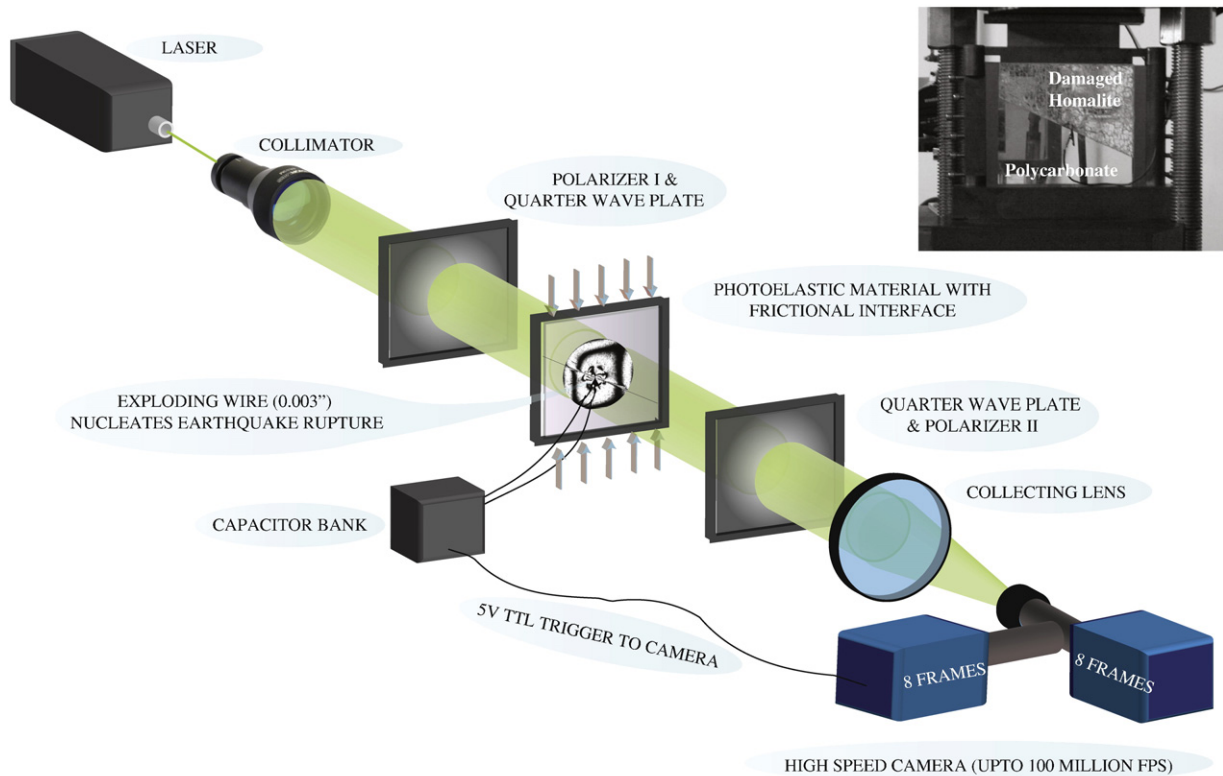 LASER
COLLIMATOR
POLARIZER I &
QUARTER WAVE PLATE
Damaged
Homalite
Polycarbonate
PHOTOELASTIC MATERIAL WITH
FRICTIONAL INTERFACE
EXPLODING WIRE (0.003”)
NUCLEATES EARTHQUAKE RUPTURE
QUARTER WAVE PLATE
& POLARIZER II
COLLECTING LENS
CAPACITOR BANK
5V TTL TRIGGER TO CAMERA
8 FRAMES
8 FRAMES
HIGH SPEED CAMERA (UPTO 100 MILLION FPS)